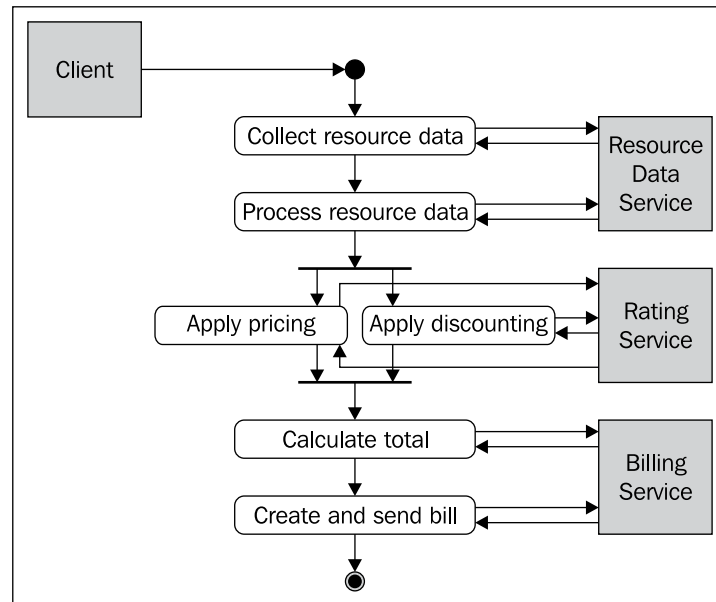 Client
Collect resource data
Resource
Data
Service
Process resource data
Apply pricing
Apply discounting
Rating
Service
Calculate total
Billing
Service
Create and send bill